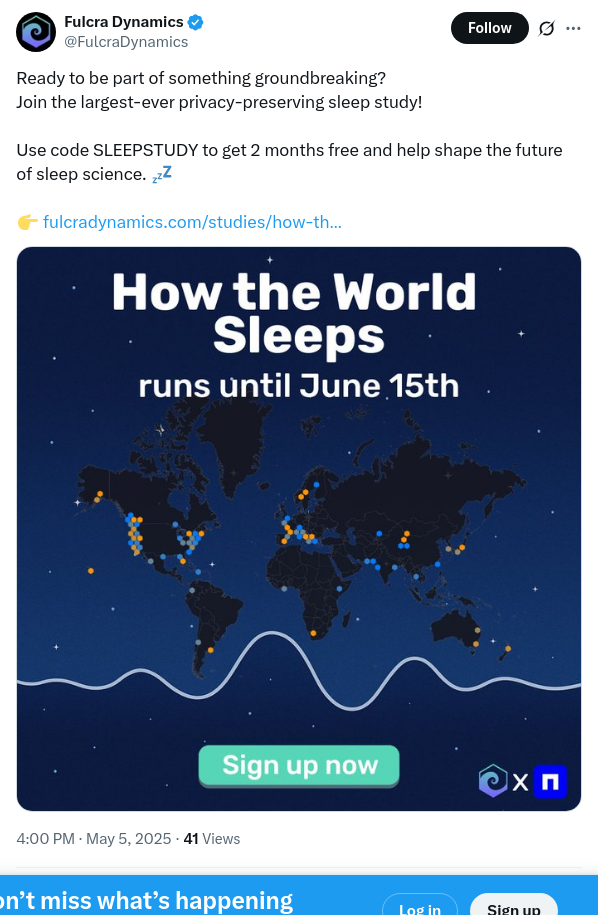 Fulcra Dynamics
@FulcraDynamics
Follow
Ready to be part of something groundbreaking?
Join the largest-ever privacy-preserving sleep study!
Use code SLEEPSTUDY to get 2 months free and help shape the future
of sleep science. 💤
👉 fulcradynamics.com/studies/how-th…
How the World
Sleeps
runs until June 15th
Sign up now
X
4:00 PM · May 5, 2025 · 41 Views
on’t miss what’s happening
Log in
Sign up